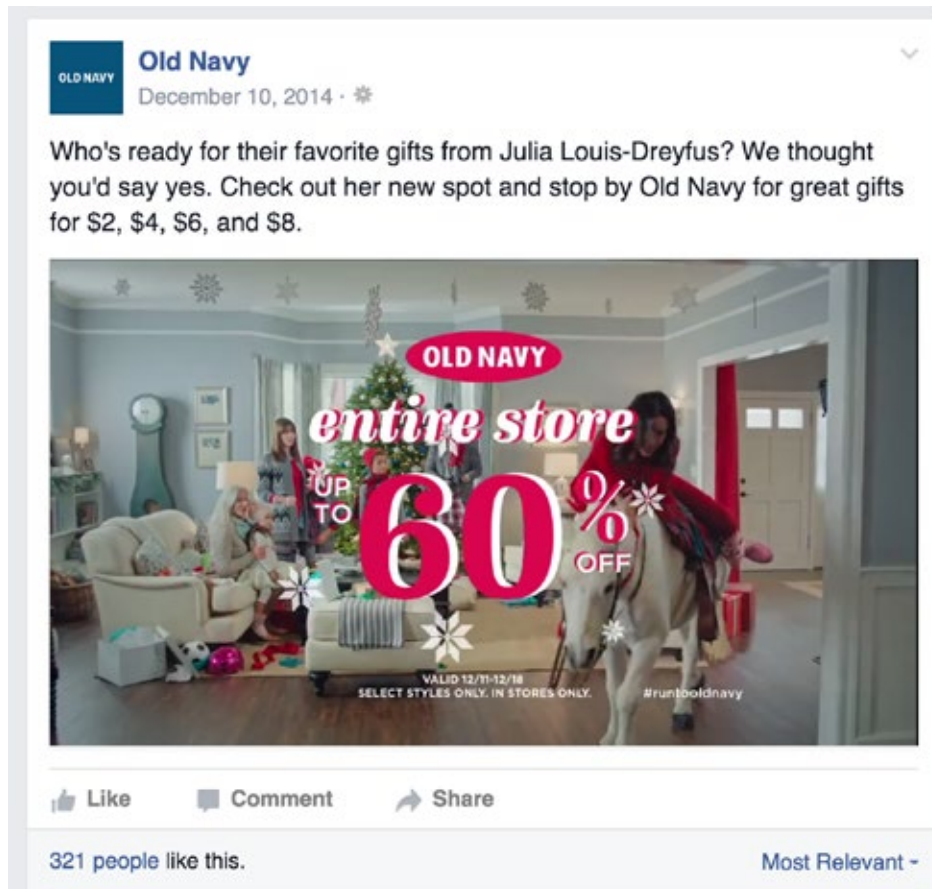 OLD NAVY
Old Navy
December 10, 2014 ·
Who's ready for their favorite gifts from Julia Louis-Dreyfus? We thought
you'd say yes. Check out her new spot and stop by Old Navy for great gifts
for $2, $4, $6, and $8.
OLD NAVY
entire store
UP
TO
60%
OFF
VALID 12/11-12/18
SELECT STYLES ONLY. IN STORES ONLY.
#runtooldnavy
Like Comment Share
321 people like this. Most Relevant